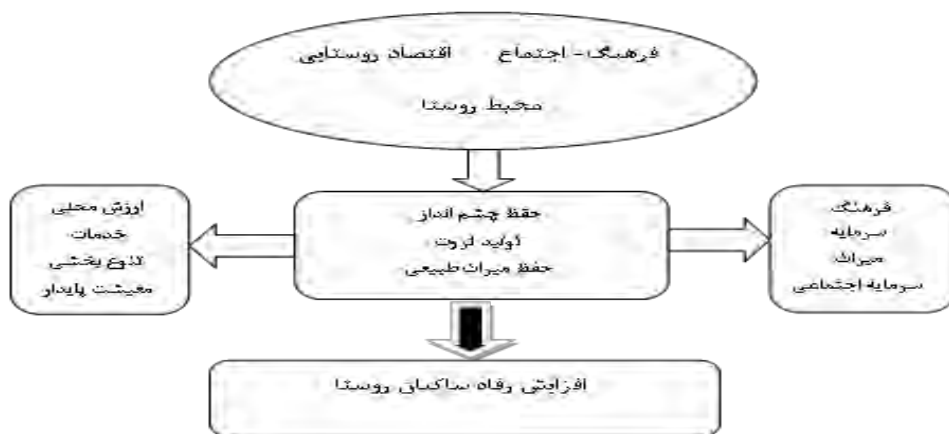 فرهنگ- اجتماع اقتصاد روستایی
محیط روستا
حفظ چشم انداز
تولید ثروت
حفظ میراث طبیعی
فرهنگ
سرمایه
میراث
سرمایه اجتماعی
ارزش محلی
خدمات
تنوع بخشی
معیشت پایدار
افزایش رفاه ساکنان روستا